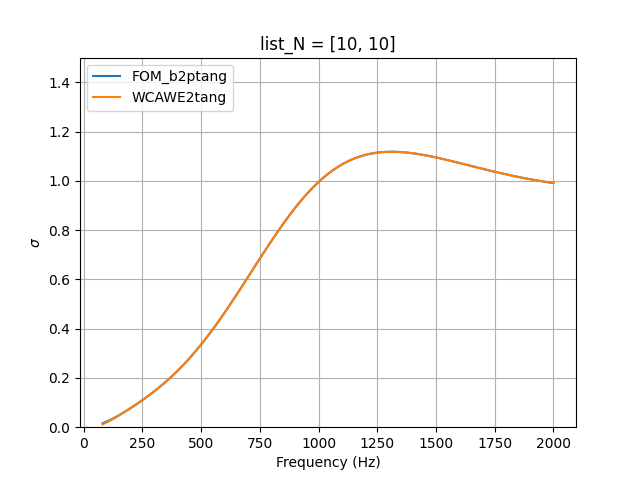 list_N = [10, 10]
FOM_b2ptang
WCAWE2tang
σ
1.4
1.2
1.0
0.8
0.6
0.4
0.2
0.0
0 250 500 750 1000 1250 1500 1750 2000
Frequency (Hz)